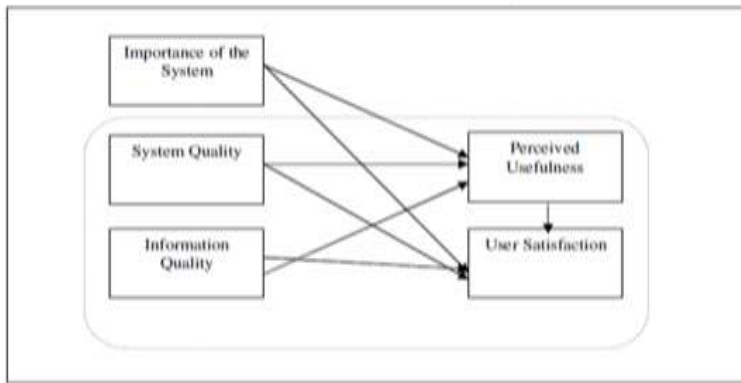 Importance of the
System
System Quality
Perceived
Usefulness
Information
Quality
User Satisfaction